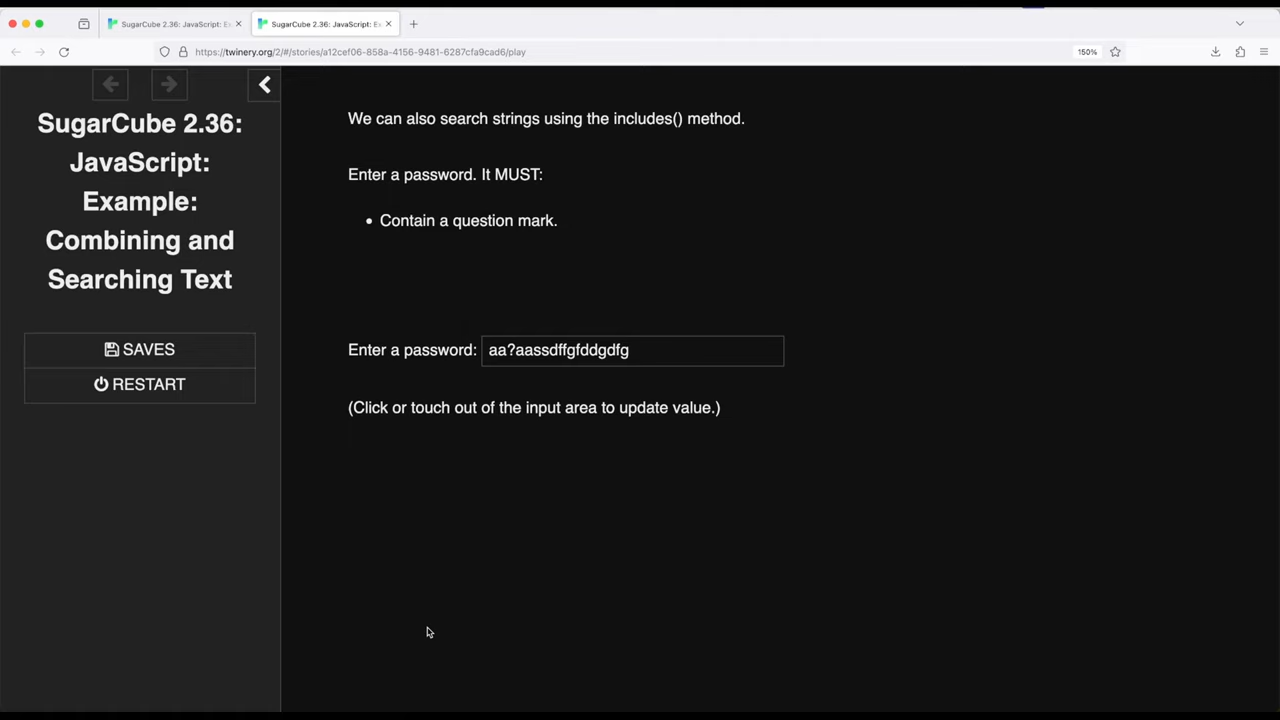 SugarCube 2.36: JavaScript: Ex
SugarCube 2.36: JavaScript: Ex
https://twinery.org/2/#/stories/a12cef06-858a-4156-9481-6287cfa9cad6/play
150%
SugarCube 2.36:
JavaScript:
Example:
Combining and
Searching Text
SAVES
RESTART
We can also search strings using the includes() method.
Enter a password. It MUST:
• Contain a question mark.
Enter a password: aa?aassdffgfddgdfg
(Click or touch out of the input area to update value.)